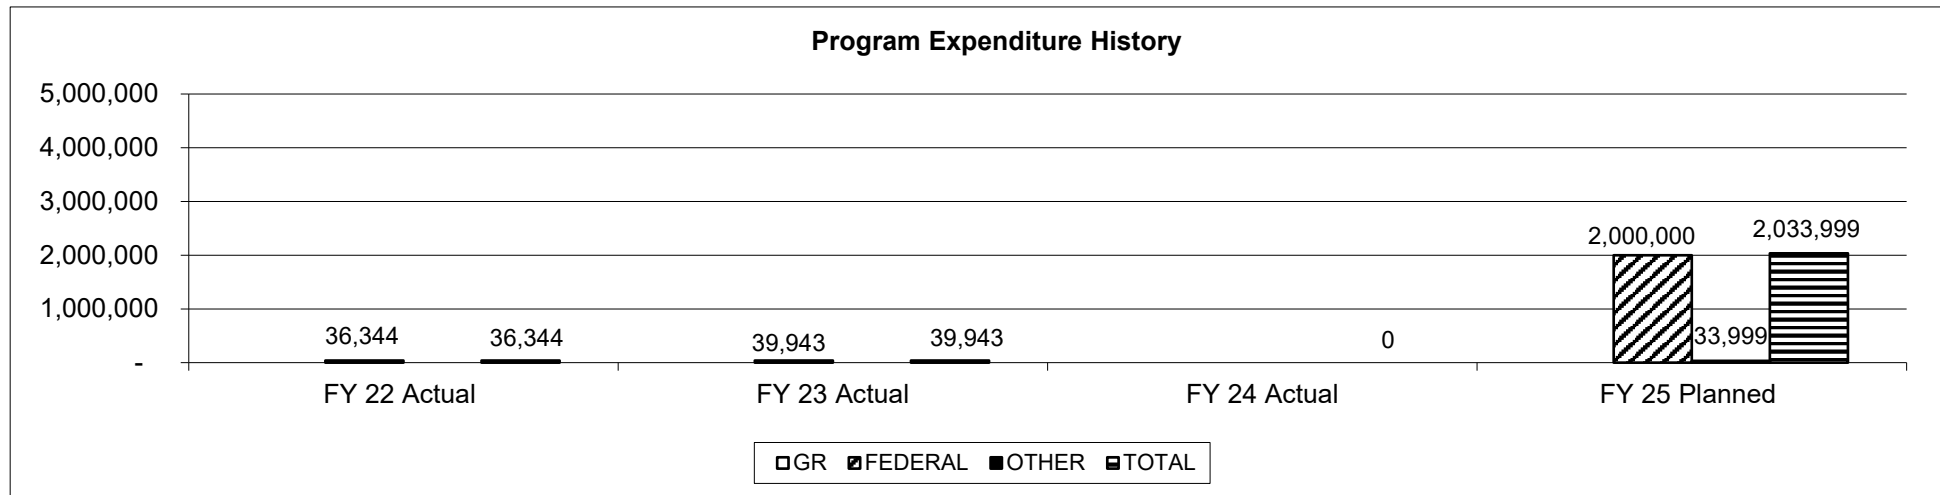 Program Expenditure History
5,000,000
4,000,000
3,000,000
2,000,000
1,000,000
-
36,344
36,344
39,943
39,943
0
2,000,000
33,999
2,033,999
FY 22 Actual
FY 23 Actual
FY 24 Actual
FY 25 Planned
GR FEDERAL OTHER TOTAL